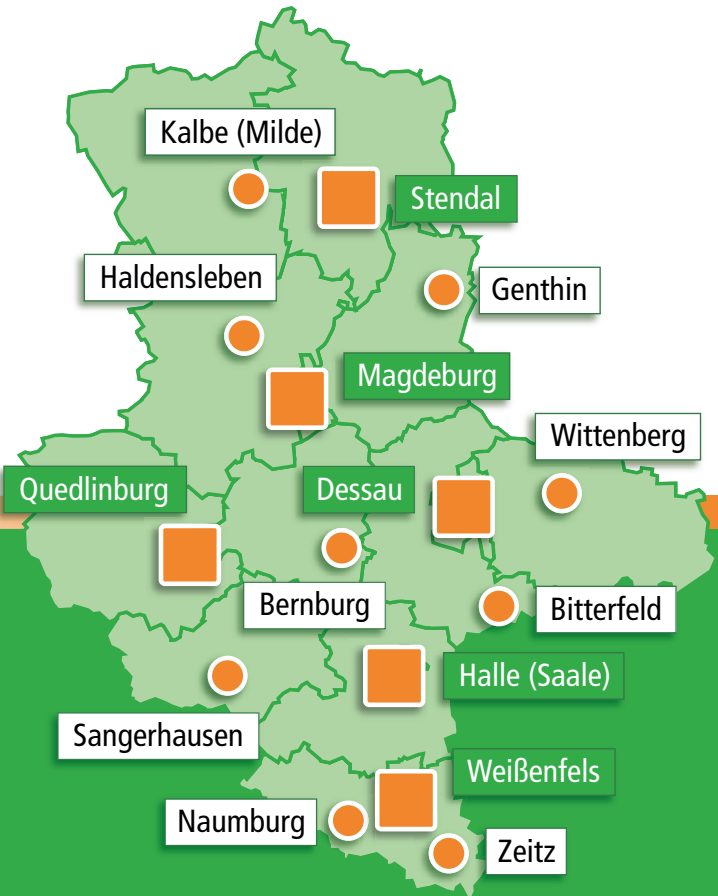 Kalbe (Milde)
Stendal
Haldensleben
Genthin
Magdeburg
Wittenberg
Quedlinburg
Dessau
Bernburg
Bitterfeld
Halle (Saale)
Sangerhausen
Weißenfels
Naumburg
Zeitz